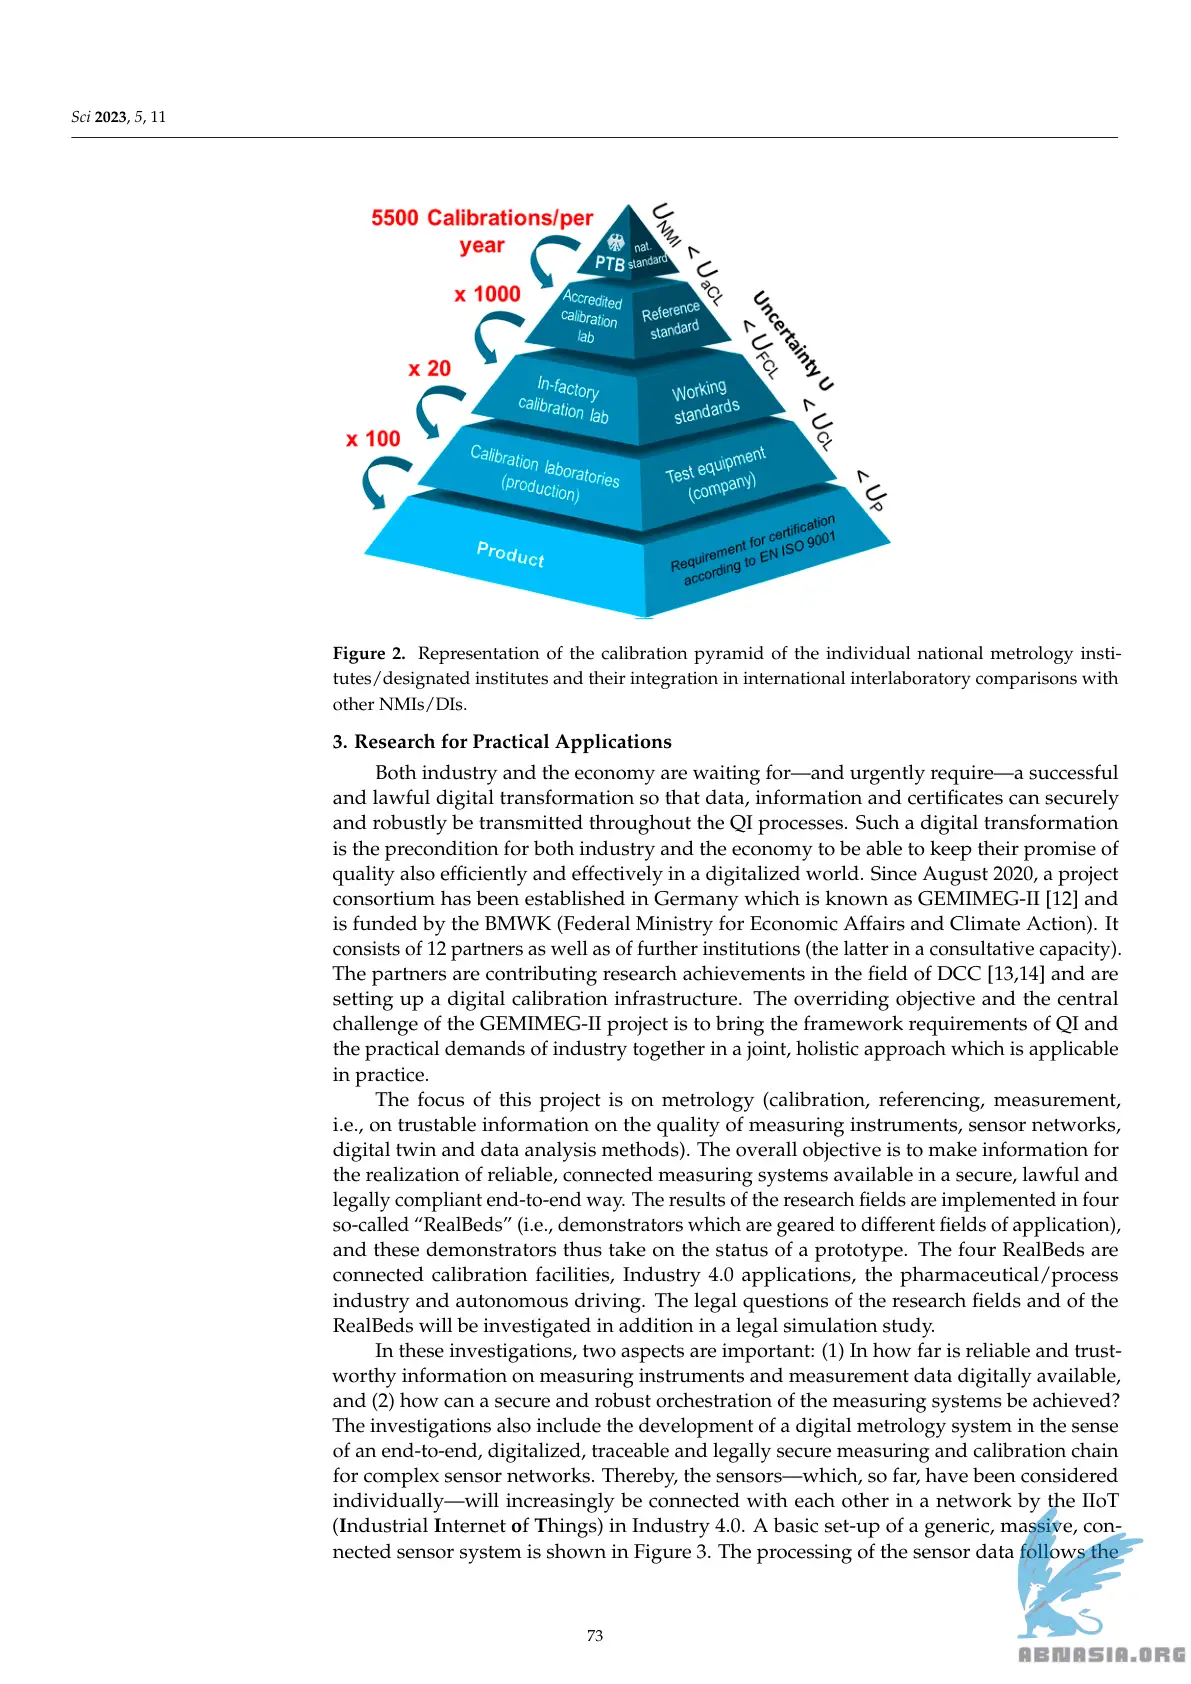 Sci 2023, 5, 11
5500 Calibrations/per
year
x 1000
x 20
x 100
PTB
nat.
standard
Accredited
calibration
lab
Reference
standard
In-factory
calibration lab
Working
standards
Calibration laboratories
(production)
Test equipment
(company)
Product
Requirement for certification
according to EN ISO 9001
UNMI < UaCL < UFCL < UCL < UP
Uncertainty U
Figure 2. Representation of the calibration pyramid of the individual national metrology insti-
tutes/designated institutes and their integration in international interlaboratory comparisons with
other NMIs/DIs.
3. Research for Practical Applications
Both industry and the economy are waiting for—and urgently require—a successful
and lawful digital transformation so that data, information and certificates can securely
and robustly be transmitted throughout the QI processes. Such a digital transformation
is the precondition for both industry and the economy to be able to keep their promise of
quality also efficiently and effectively in a digitalized world. Since August 2020, a project
consortium has been established in Germany which is known as GEMIMEG-II [12] and
is funded by the BMWK (Federal Ministry for Economic Affairs and Climate Action). It
consists of 12 partners as well as of further institutions (the latter in a consultative capacity).
The partners are contributing research achievements in the field of DCC [13,14] and are
setting up a digital calibration infrastructure. The overriding objective and the central
challenge of the GEMIMEG-II project is to bring the framework requirements of QI and
the practical demands of industry together in a joint, holistic approach which is applicable
in practice.
The focus of this project is on metrology (calibration, referencing, measurement,
i.e., on trustable information on the quality of measuring instruments, sensor networks,
digital twin and data analysis methods). The overall objective is to make information for
the realization of reliable, connected measuring systems available in a secure, lawful and
legally compliant end-to-end way. The results of the research fields are implemented in four
so-called “RealBeds” (i.e., demonstrators which are geared to different fields of application),
and these demonstrators thus take on the status of a prototype. The four RealBeds are
connected calibration facilities, Industry 4.0 applications, the pharmaceutical/process
industry and autonomous driving. The legal questions of the research fields and of the
RealBeds will be investigated in addition in a legal simulation study.
In these investigations, two aspects are important: (1) In how far is reliable and trust-
worthy information on measuring instruments and measurement data digitally available,
and (2) how can a secure and robust orchestration of the measuring systems be achieved?
The investigations also include the development of a digital metrology system in the sense
of an end-to-end, digitalized, traceable and legally secure measuring and calibration chain
for complex sensor networks. Thereby, the sensors—which, so far, have been considered
individually—will increasingly be connected with each other in a network by the IIoT
(Industrial Internet of Things) in Industry 4.0. A basic set-up of a generic, massive, con-
nected sensor system is shown in Figure 3. The processing of the sensor data follows the
73
ABNASIA.ORG